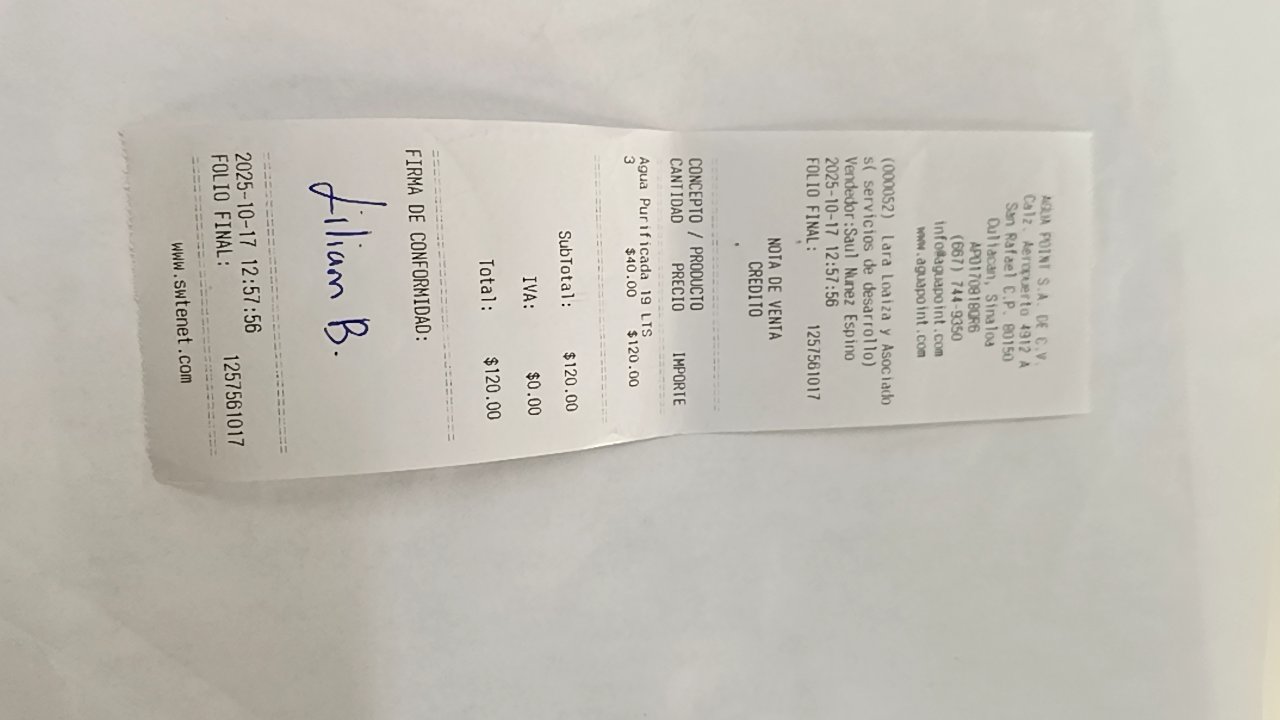 AGUA POINT S.A. DE C.V.
Calz. Aeropuerto 4912 A
San Rafael C.P. 80150
Culiacan, Sinaloa
APO170818QR6
(667) 744 9350
info@aguapoint.com
www.aguapoint.com
(000052) Lara Loaiza y Asociado
s( servicios de desarrollo)
Vendedor:Saul Nunez Espino
2025-10-17 12:57:56
FOLIO FINAL: 1257561017
NOTA DE VENTA
CREDITO
CONCEPTO / PRODUCTO
CANTIDAD PRECIO IMPORTE
Agua Purificada 19 LTS
3 $40.00 $120.00
SubTotal: $120.00
IVA: $0.00
Total: $120.00
FIRMA DE CONFORMIDAD:
Lilian B.
2025-10-17 12:57:56
FOLIO FINAL: 1257561017
www.swtenet.com